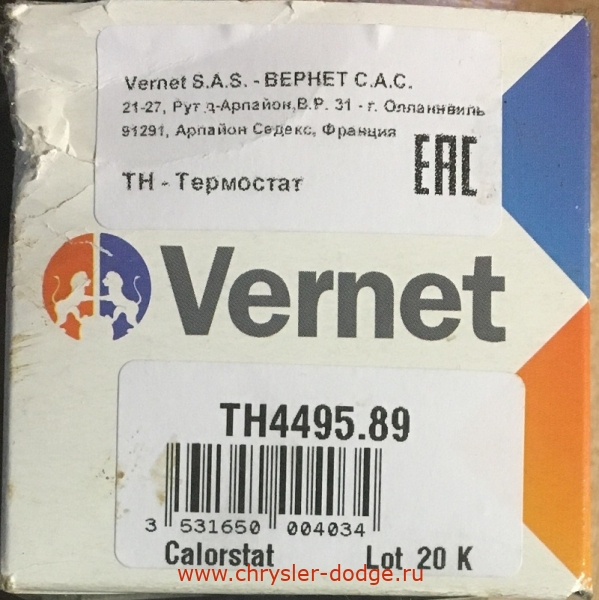 Vernet S.A.S. - ВЕРНЕТ С.А.С.
21-27, Рут д-Арпайон,В.Р. 31 - г. Олланнвиль
91291, Арпайон Седекс, Франция
ЕАС
TH - Термостат
Vernet
TH4495.89
3 531650 004034
Calorstat Lot 20 K
www.chrysler-dodge.ru